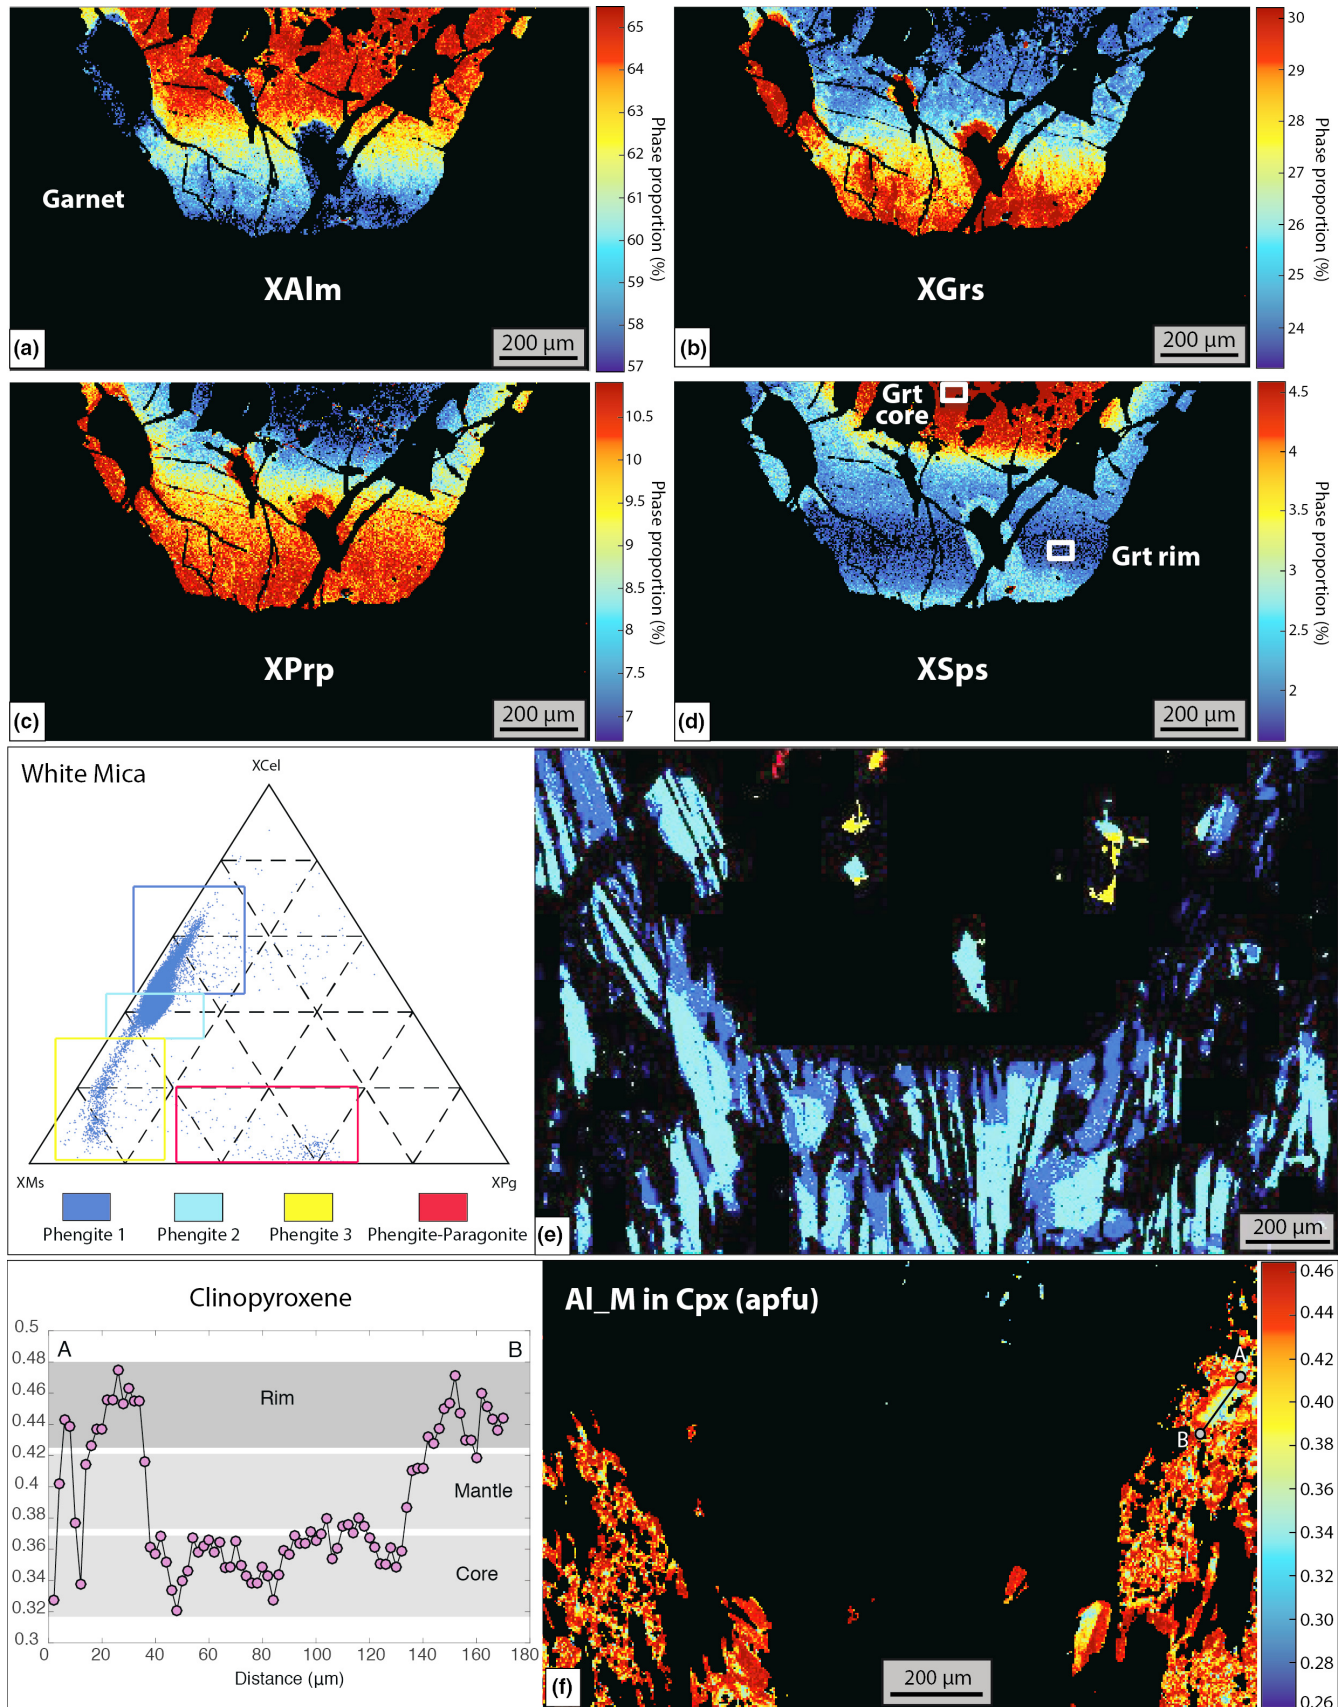 65
64
63
62
60
59
58
57
Phase proportion (%)
Garnet
XAlm
(a)
200 µm
30
29
28
27
26
25
24
Phase proportion (%)
XGrs
(b)
200 µm
10.5
10
9.5
9
8.5
8
7.5
7
Phase proportion (%)
XPrp
(c)
200 µm
Grt
core
Grt rim
4.5
4
3.5
3
2.5
2
Phase proportion (%)
XSps
(d)
200 µm
White Mica
XCel
XMs
XPg
Phengite 1
Phengite 2
Phengite 3
Phengite-Paragonite
(e)
200 µm
Clinopyroxene
0.5
0.48
0.46
0.44
0.42
0.4
0.38
0.36
0.34
0.32
0.3
A
B
Rim
Mantle
Core
0 20 40 60 80 100 120 140 160 180
Distance (µm)
Al_M in Cpx (apfu)
A
B
(f)
200 µm
0.46
0.44
0.42
0.40
0.38
0.36
0.34
0.32
0.30
0.28
0.26